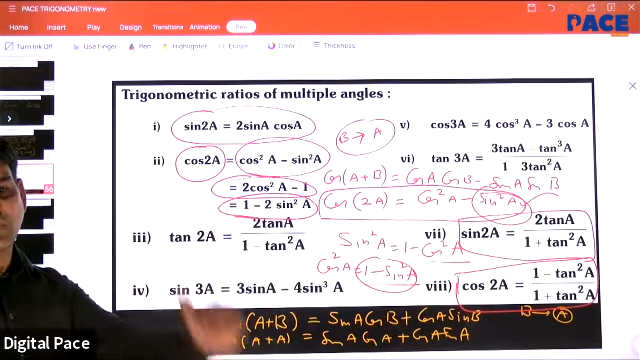 PACE TRIGONOMETRY new
Home Insert Draw Design Transitions Animation Pen
PACE
Turn Ink Off Use Finger Pen Highlighter Eraser Color Thickness
Trigonometric ratios of multiple angles :
i) sin2A = 2sinA cosA
B → A
v) cos3A = 4 cos³ A – 3 cos A
ii) cos2A = cos² A – sin²A
vi) tan 3A = (3tanA – tan³A) / (1 3tan²A)
Cos(A+B) = CosA CosB – SinA Sin B
= 2cos² A – 1
Cos (2A) = Cos²A – Sin²A
= 1 – 2 sin² A
iii) tan 2A = 2tanA / (1 – tan²A)
Sin²A = 1 – Cos²A
vii) sin2A = 2tanA / (1 + tan²A)
Cos²A = 1 – Sin²A
iv) sin 3A = 3sinA – 4sin³ A
viii) cos 2A = (1 – tan²A) / (1 + tan²A)
(A+B) = SinA CosB + CosA SinB
B → A
(A+A) = SinA CosA + CosA SinA
56
Digital Pace